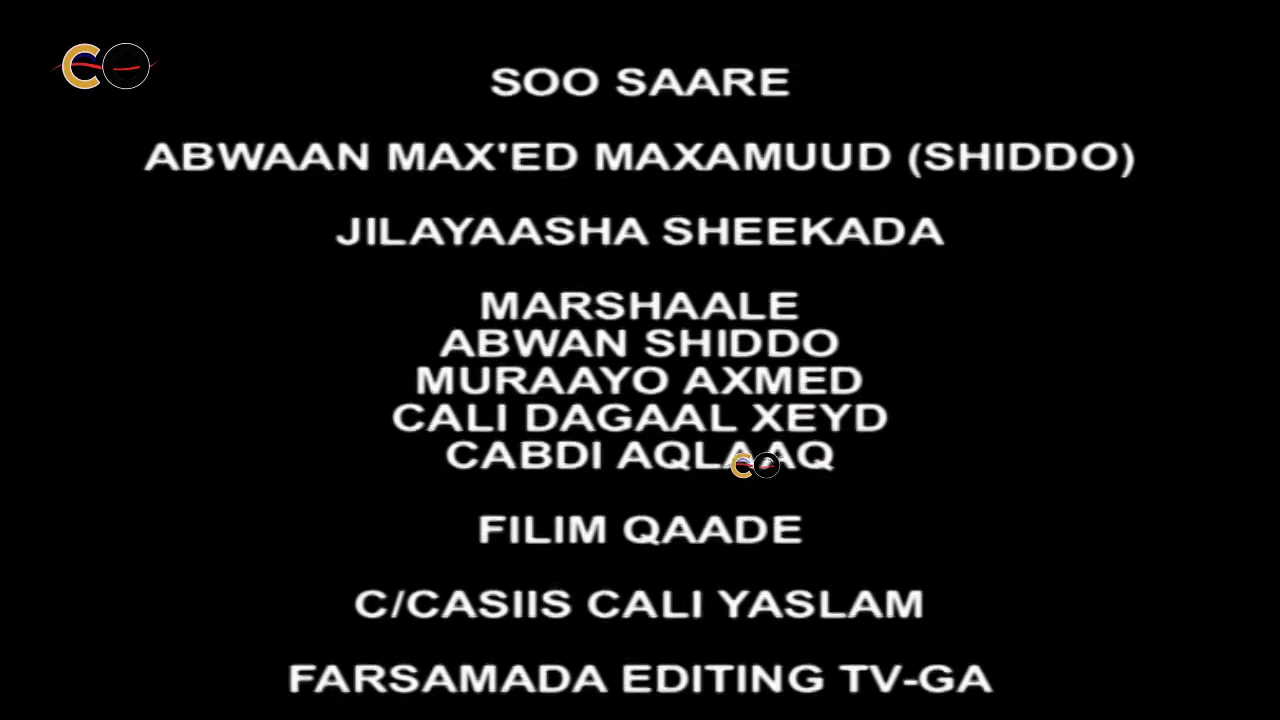 SOO SAARE
ABWAAN MAX'ED MAXAMUUD (SHIDDO)
JILAYAASHA SHEEKADA
MARSHAALE
ABWAN SHIDDO
MURAAYO AXMED
CALI DAGAAL XEYD
CABDI AQLAAQ
FILIM QAADE
C/CASIIS CALI YASLAM
FARSAMADA EDITING TV-GA